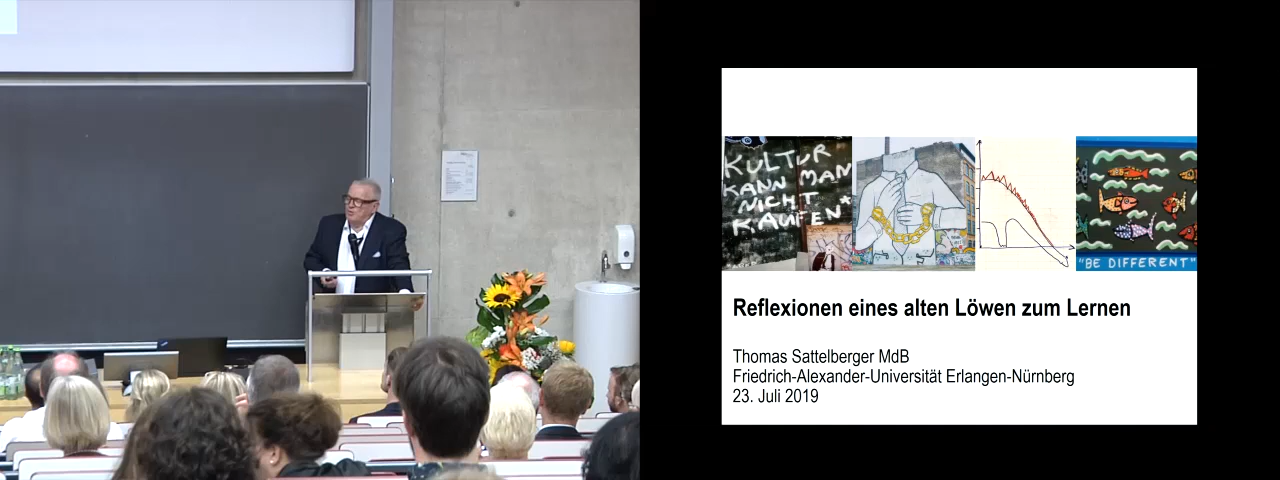 KULTUR
KANN MAN
NICHT
KAUFEN*
"BE DIFFERENT"
Reflexionen eines alten Löwen zum Lernen
Thomas Sattelberger MdB
Friedrich-Alexander-Universität Erlangen-Nürnberg
23. Juli 2019